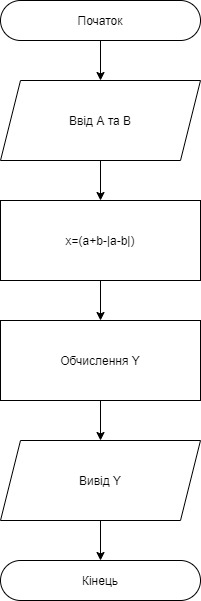 Початок
Ввід А та В
x=(a+b-|a-b|)
Обчислення Y
Вивід Y
Кінець